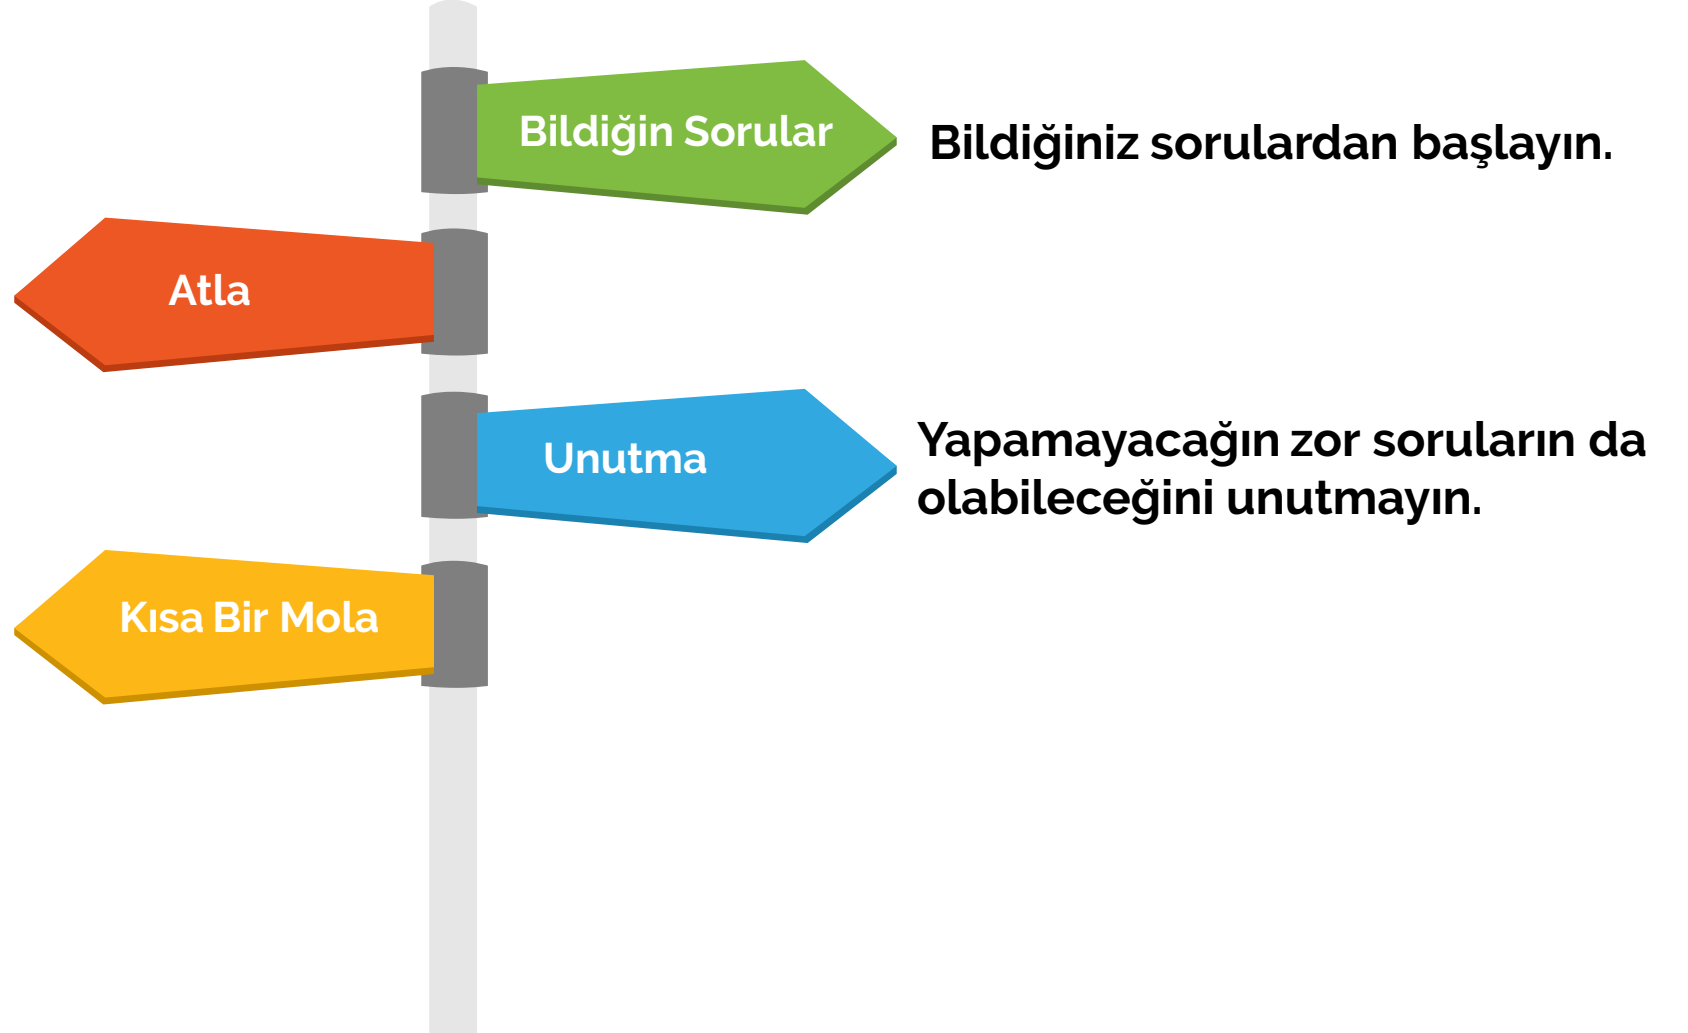 Bildiğin Sorular
Bildiğiniz sorulardan başlayın.
Atla
Unutma
Yapamayacağın zor soruların da
olabileceğini unutmayın.
Kısa Bir Mola